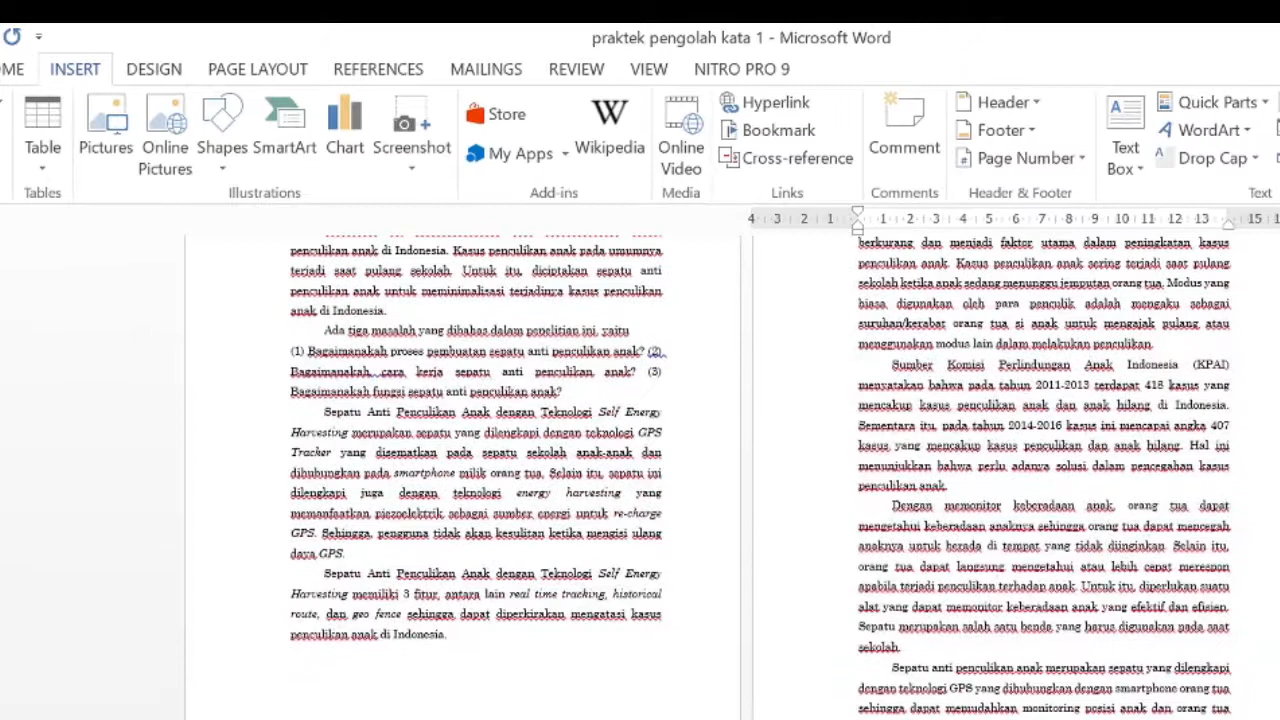 praktek pengolah kata 1 - Microsoft Word
OME INSERT DESIGN PAGE LAYOUT REFERENCES MAILINGS REVIEW VIEW NITRO PRO 9
Table
Pictures
Online Pictures
Shapes
SmartArt
Chart
Screenshot
Store
My Apps
Wikipedia
Online Video
Hyperlink
Bookmark
Cross-reference
Comment
Header
Footer
Page Number
Text Box
Quick Parts
WordArt
Drop Cap
Tables Illustrations Add-ins Media Links Comments Header & Footer Text
4 3 2 1 1 2 3 4 5 6 7 8 9 10 11 12 13 15
penculikan anak di Indonesia. Kasus penculikan anak pada umumnya
terjadi saat pulang sekolah. Untuk itu, diciptakan sepatu anti
penculikan anak untuk meminimalisasi terjadinya kasus penculikan
anak di Indonesia.
Ada tiga masalah yang dibahas dalam penelitian ini, yaitu
(1) Bagaimanakah proses pembuatan sepatu anti penculikan anak? (2)
Bagaimanakah cara kerja sepatu anti penculikan anak? (3)
Bagaimanakah fungsi sepatu anti penculikan anak?
Sepatu Anti Penculikan Anak dengan Teknologi Self Energy
Harvesting merupakan sepatu yang dilengkapi dengan teknologi GPS
Tracker yang disematkan pada sepatu sekolah anak-anak dan
dihubungkan pada smartphone milik orang tua. Selain itu, sepatu ini
dilengkapi juga dengan teknologi energy harvesting yang
memanfaatkan piezoelektrik sebagai sumber energi untuk re-charge
GPS. Sehingga, pengguna tidak akan kesulitan ketika mengisi ulang
daya GPS.
Sepatu Anti Penculikan Anak dengan Teknologi Self Energy
Harvesting memiliki 3 fitur, antara lain real time tracking, historical
route, dan geo fence sehingga dapat diperkirakan mengatasi kasus
penculikan anak di Indonesia.
berkurang dan menjadi faktor utama dalam peningkatan kasus
penculikan anak. Kasus penculikan anak sering terjadi saat pulang
sekolah ketika anak sedang menunggu jemputan orang tua. Modus yang
biasa digunakan oleh para penculik adalah mengaku sebagai
suruhan/kerabat orang tua si anak untuk mengajak pulang atau
menggunakan modus lain dalam melakukan penculikan.
Sumber Komisi Perlindungan Anak Indonesia (KPAI)
menyatakan bahwa pada tahun 2011-2013 terdapat 418 kasus yang
mencakup kasus penculikan anak dan anak hilang di Indonesia.
Sementara itu, pada tahun 2014-2016 kasus ini mencapai angka 407
kasus yang mencakup kasus penculikan dan anak hilang. Hal ini
menunjukkan bahwa perlu adanya solusi dalam pencegahan kasus
penculikan anak.
Dengan memonitor keberadaan anak, orang tua dapat
mengetahui keberadaan anaknya sehingga orang tua dapat mencegah
anaknya untuk berada di tempat yang tidak diinginkan. Selain itu,
orang tua dapat langsung mengetahui atau lebih cepat merespon
apabila terjadi penculikan terhadap anak. Untuk itu, diperlukan suatu
alat yang dapat memonitor keberadaan anak yang efektif dan efisien.
Sepatu merupakan salah satu benda yang harus digunakan pada saat
sekolah.
Sepatu anti penculikan anak merupakan sepatu yang dilengkapi
dengan teknologi GPS yang dihubungkan dengan smartphone orang tua
sehingga dapat memudahkan monitoring posisi anak dan orang tua